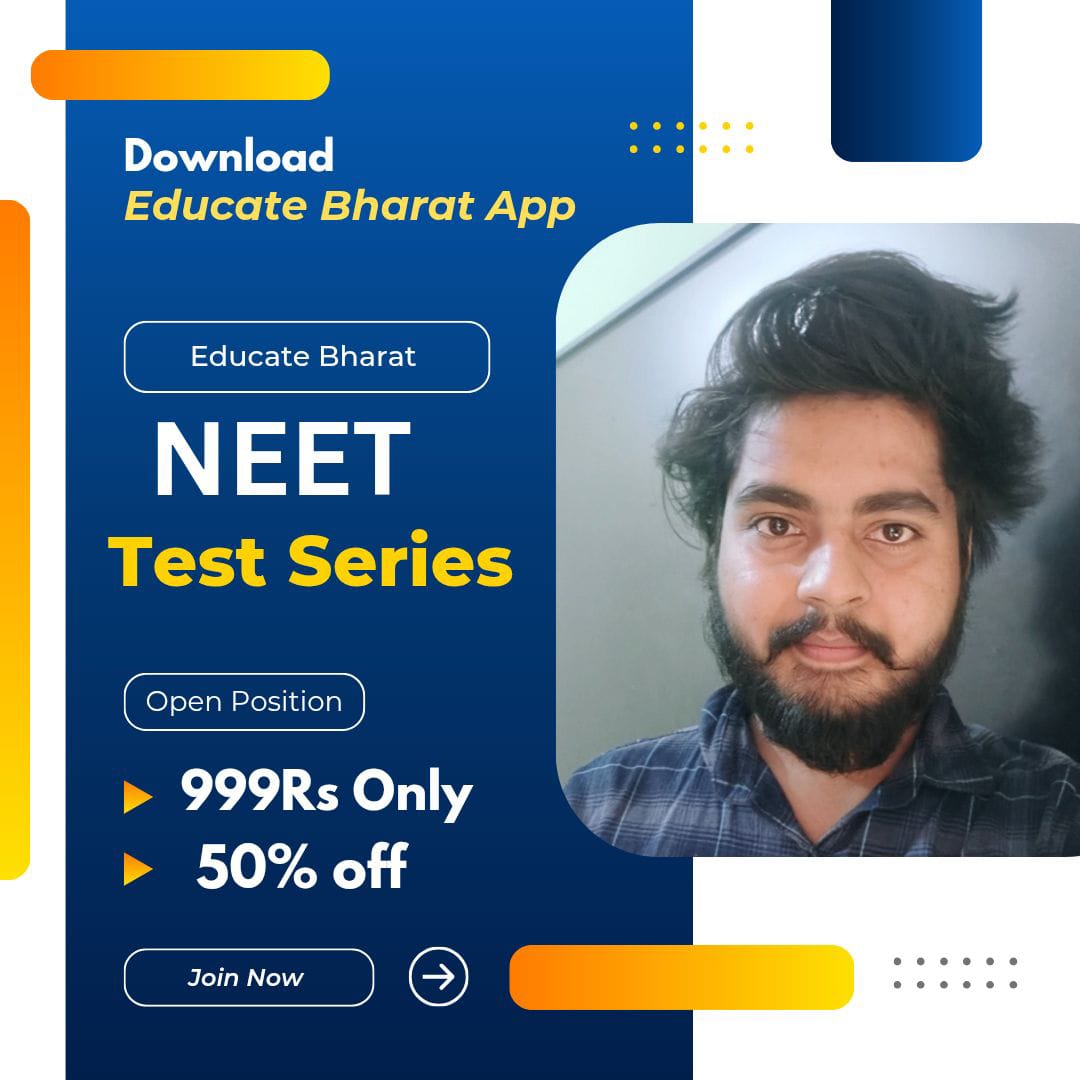 Download
Educate Bharat App
Educate Bharat
NEET
Test Series
Open Position
999Rs Only
50% off
Join Now